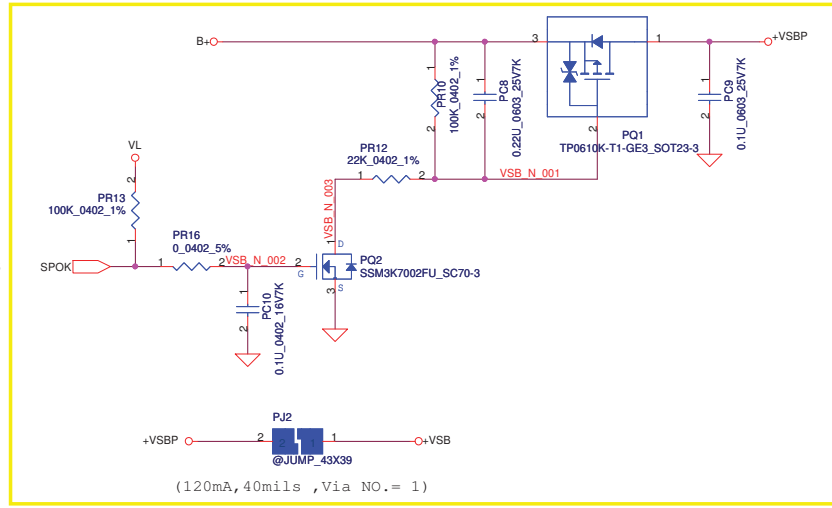 B+
3
1
+VSBP
1
2
PR10
100K_0402_1%
1
2
PC8
0.22U_0603_25V7K
1
2
PC9
0.1U_0603_25V7K
2
PQ1
TP0610K-T1-GE3_SOT23-3
VL
PR12
22K_0402_1%
1
2
VSB_N_001
2
PR13
100K_0402_1%
1
VSB_N_003
PR16
0_0402_5%
SPOK
1
2
VSB_N_002
2
G
1
D
PQ2
SSM3K7002FU_SC70-3
3
S
1
2
PC10
0.1U_0402_16V7K
PJ2
+VSBP
2
2
1
1
+VSB
@JUMP_43X39
(120mA,40mils ,Via NO.= 1)